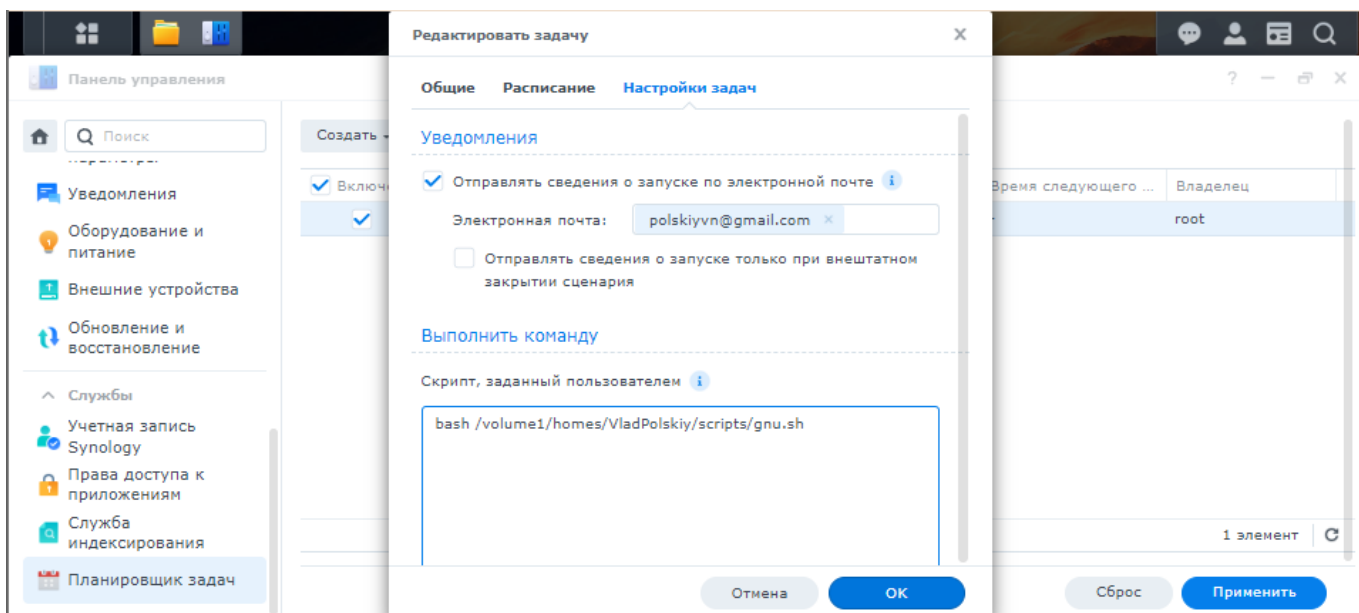 Редактировать задачу
Панель управления
Общие Расписание Настройки задач
Поиск
Уведомления
Оборудование и
питание
Внешние устройства
Обновление и
восстановление
Службы
Учетная запись
Synology
Права доступа к
приложениям
Служба
индексирования
Планировщик задач
Создать
Время следующего ... Владелец
root
1 элемент
Сброс Применить
Уведомления
Отправлять сведения о запуске по электронной почте
Электронная почта: polskiyvn@gmail.com
Отправлять сведения о запуске только при внештатном
закрытии сценария
Выполнить команду
Скрипт, заданный пользователем
bash /volume1/homes/VladPolskiy/scripts/gnu.sh
Отмена OK